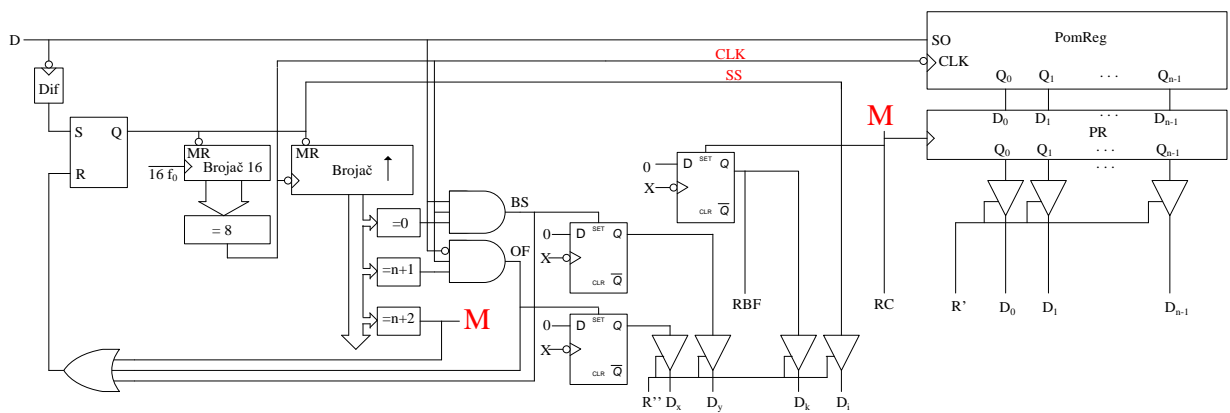 D
SO
PomReg
CLK
CLK
SS
Dif
Q0 Q1 · · · Qn-1
M
D0 D1 · · · Dn-1
PR
Q0 Q1 · · · Qn-1
S Q
R
MR
Brojač 16
16 f0
MR
Brojač
= 8
=0
=n+1
=n+2
M
BS
OF
0
D SET Q
X
CLR Q
0
D SET Q
X
CLR Q
0
D SET Q
X
CLR Q
RBF
RC
R'
D0
D1
Dn-1
R''
Dx
Dy
Dk
Di